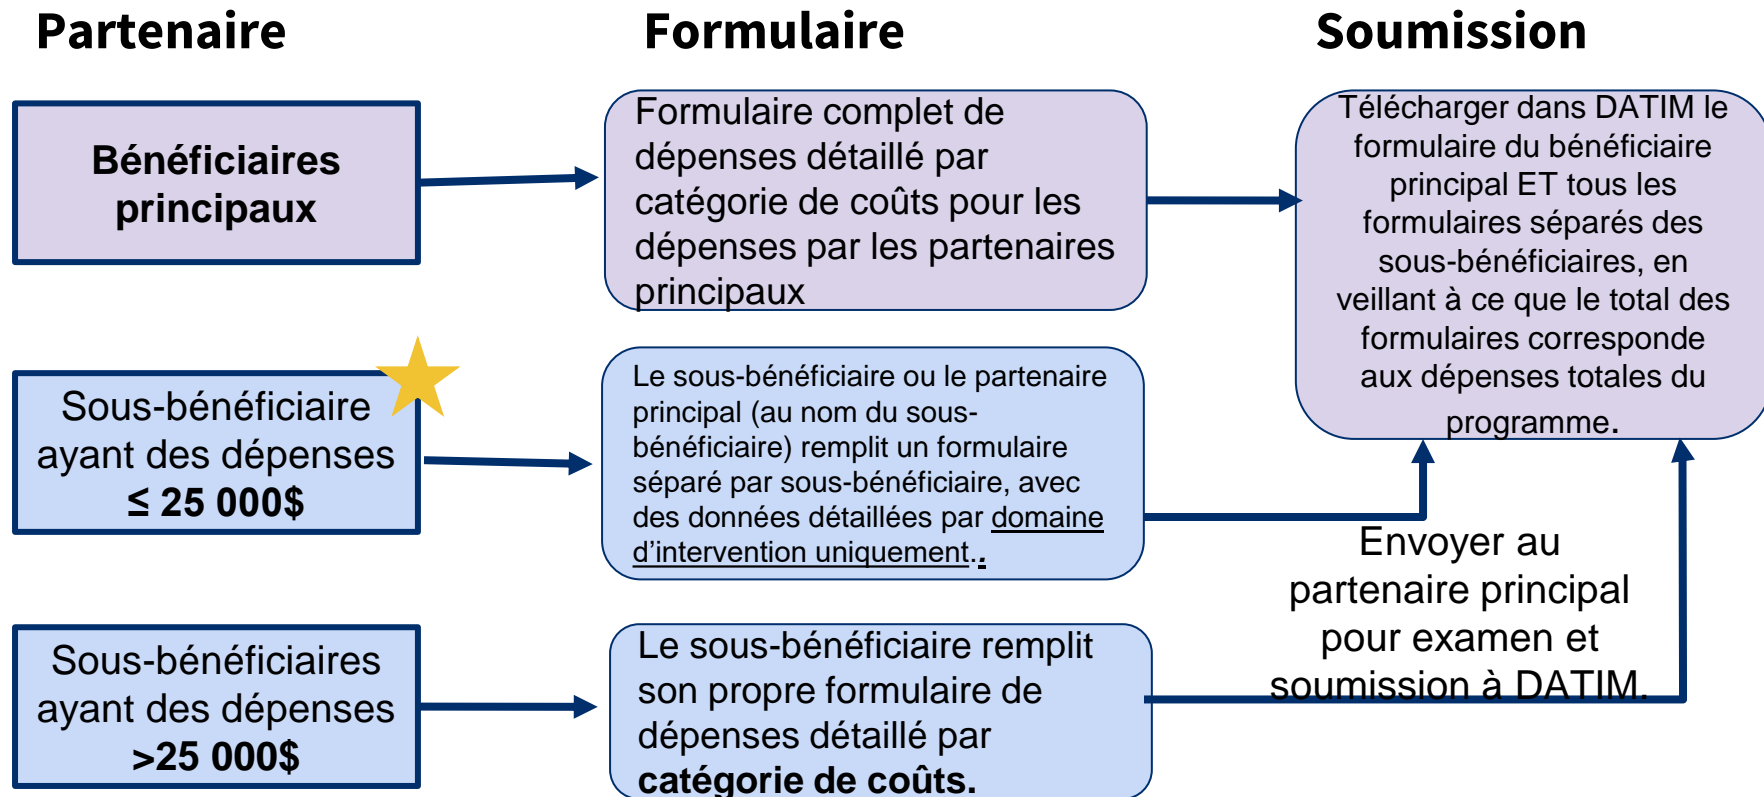 Partenaire
Formulaire
Soumission
Bénéficiaires
principaux
Formulaire complet de
dépenses détaillé par
catégorie de coûts pour les
dépenses par les partenaires
principaux
Télécharger dans DATIM le
formulaire du bénéficiaire
principal ET tous les
formulaires séparés des
sous-bénéficiaires, en
veillant à ce que le total des
formulaires corresponde
aux dépenses totales du
programme.
Sous-bénéficiaire
ayant des dépenses
≤ 25 000$
Le sous-bénéficiaire ou le partenaire
principal (au nom du sous-
bénéficiaire) remplit un formulaire
séparé par sous-bénéficiaire, avec
des données détaillées par domaine
d’intervention uniquement..
Envoyer au
partenaire principal
pour examen et
soumission à DATIM.
Sous-bénéficiaires
ayant des dépenses
>25 000$
Le sous-bénéficiaire remplit
son propre formulaire de
dépenses détaillé par
catégorie de coûts.